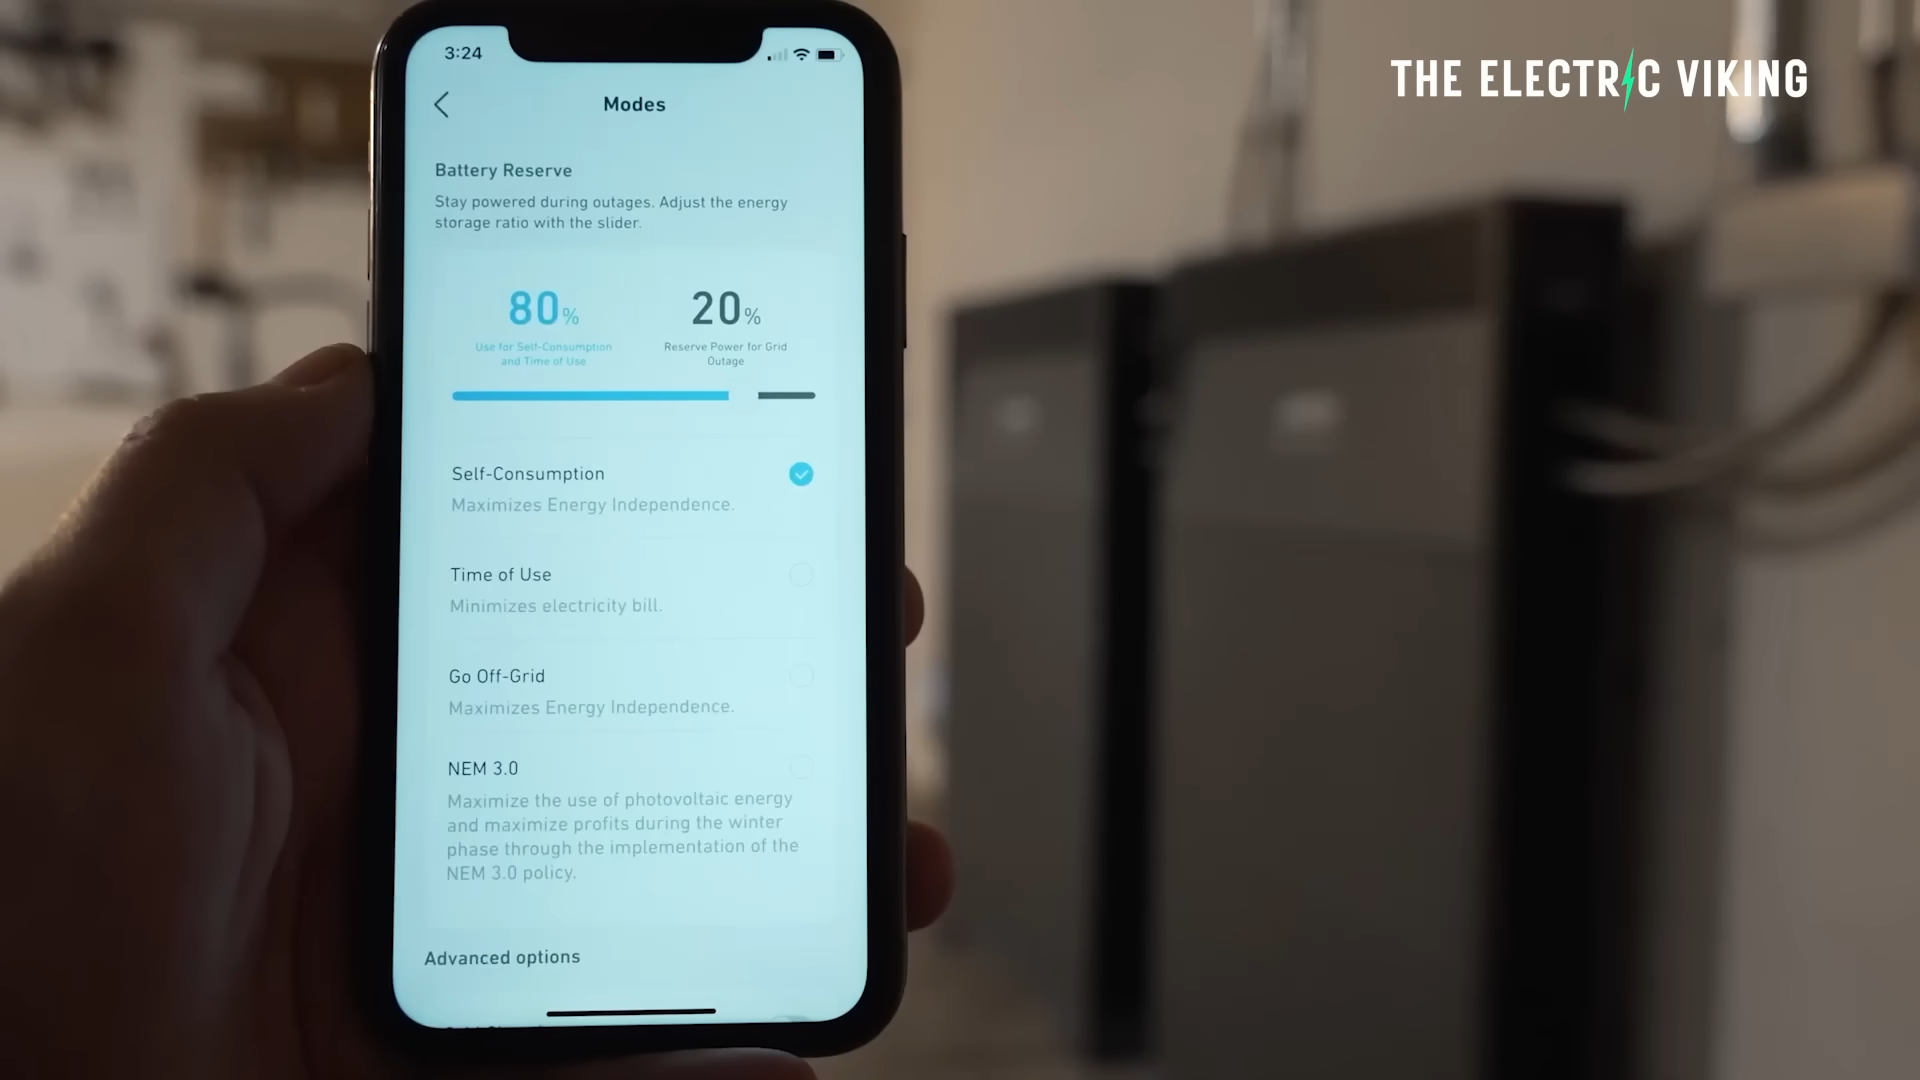 3:24
THE ELECTRIC VIKING
Modes
Battery Reserve
Stay powered during outages. Adjust the energy
storage ratio with the slider.
80%
20%
Use for Self-Consumption
and Time of Use
Reserve Power for Grid
Outage
Self-Consumption
Maximizes Energy Independence.
Time of Use
Minimizes electricity bill.
Go Off-Grid
Maximizes Energy Independence.
NEM 3.0
Maximize the use of photovoltaic energy
and maximize profits during the winter
phase through the implementation of the
NEM 3.0 policy.
Advanced options